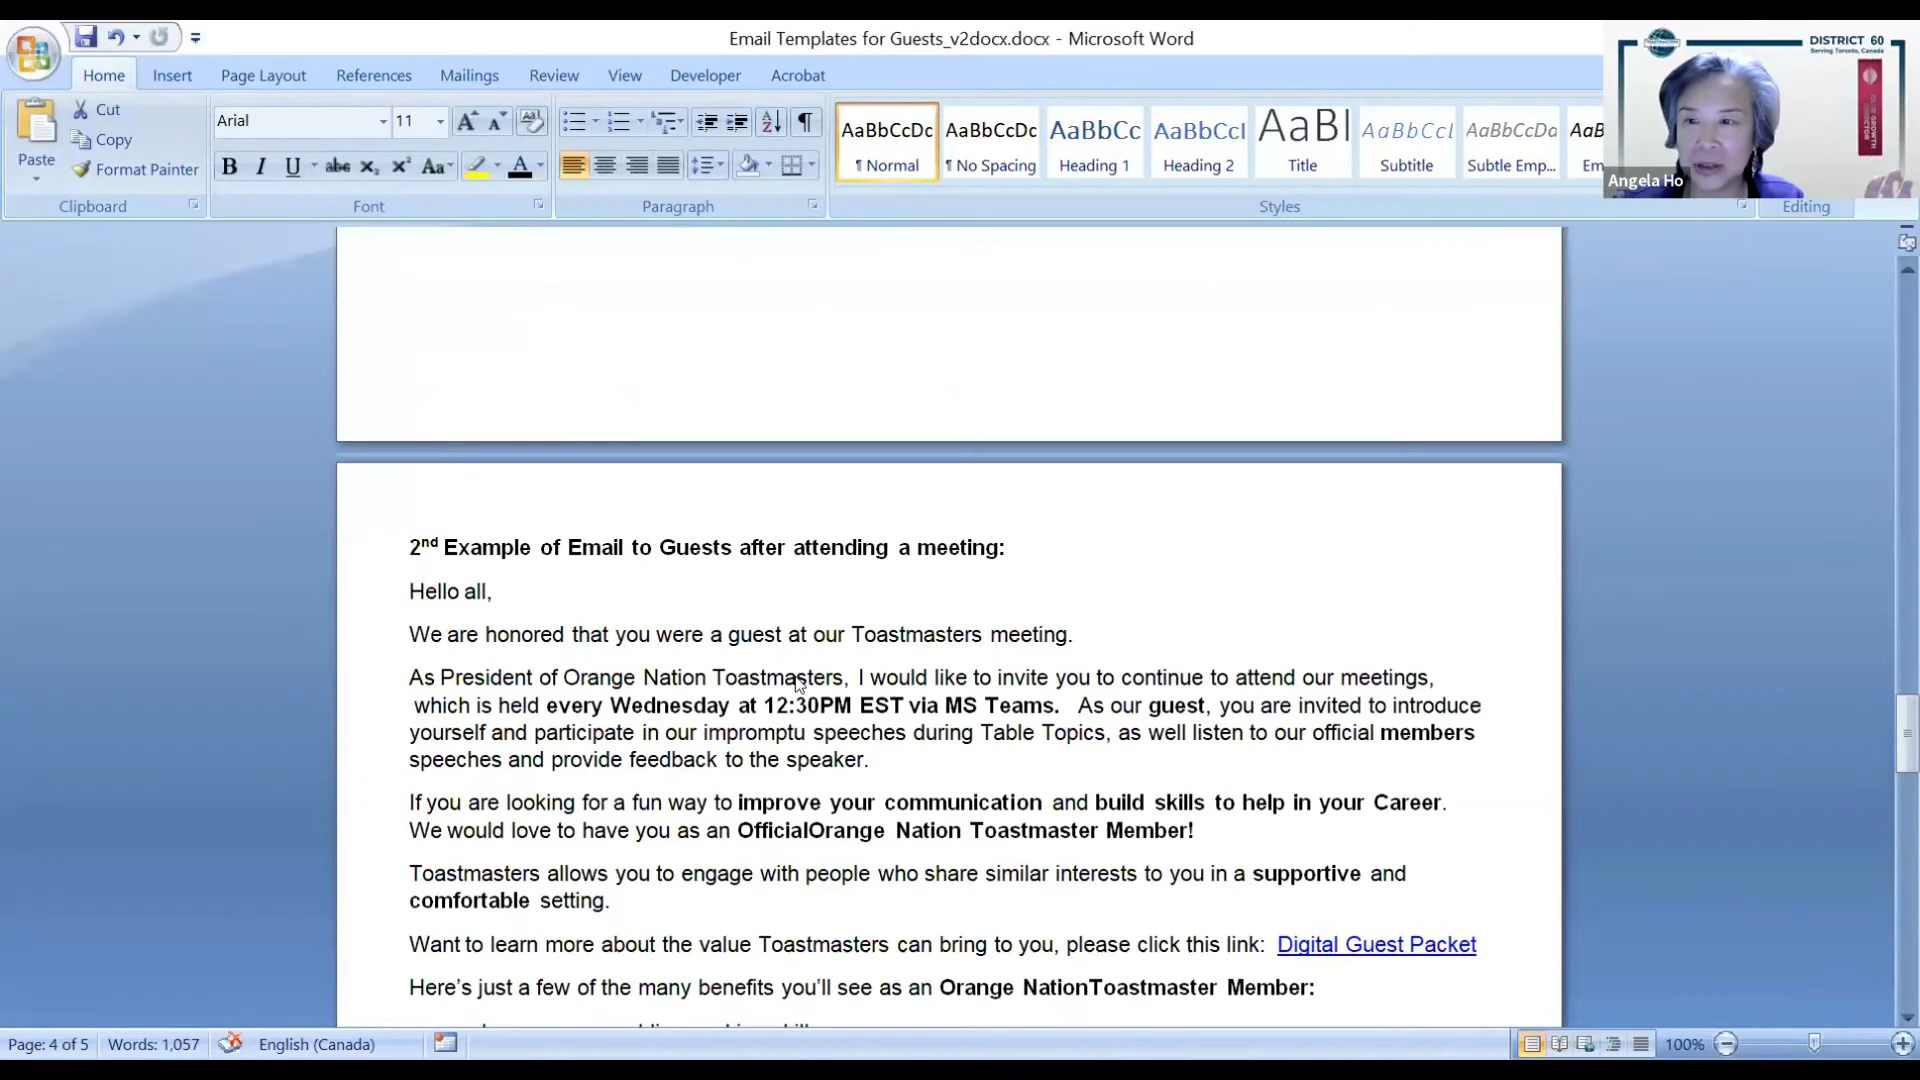 Email Templates for Guests_v2docx.docx - Microsoft Word
Home Insert Page Layout References Mailings Review View Developer Acrobat
Paste
Cut
Copy
Format Painter
Clipboard
Arial 11
Font
Paragraph
AaBbCcDc AaBbCcDc AaBbCc AaBbCcI AaBI AaBbCcL AaBbCcDa AaB
¶ Normal ¶ No Spacing Heading 1 Heading 2 Title Subtitle Subtle Emp... Em
Styles
Editing
DISTRICT 60
Serving Toronto, Canada
CLUB GROWTH DIRECTOR
Angela Ho
2nd Example of Email to Guests after attending a meeting:
Hello all,
We are honored that you were a guest at our Toastmasters meeting.
As President of Orange Nation Toastmasters, I would like to invite you to continue to attend our meetings,
which is held every Wednesday at 12:30PM EST via MS Teams. As our guest, you are invited to introduce
yourself and participate in our impromptu speeches during Table Topics, as well listen to our official members
speeches and provide feedback to the speaker.
If you are looking for a fun way to improve your communication and build skills to help in your Career.
We would love to have you as an OfficialOrange Nation Toastmaster Member!
Toastmasters allows you to engage with people who share similar interests to you in a supportive and
comfortable setting.
Want to learn more about the value Toastmasters can bring to you, please click this link: Digital Guest Packet
Here’s just a few of the many benefits you’ll see as an Orange NationToastmaster Member:
Page: 4 of 5 Words: 1,057 English (Canada) 100%